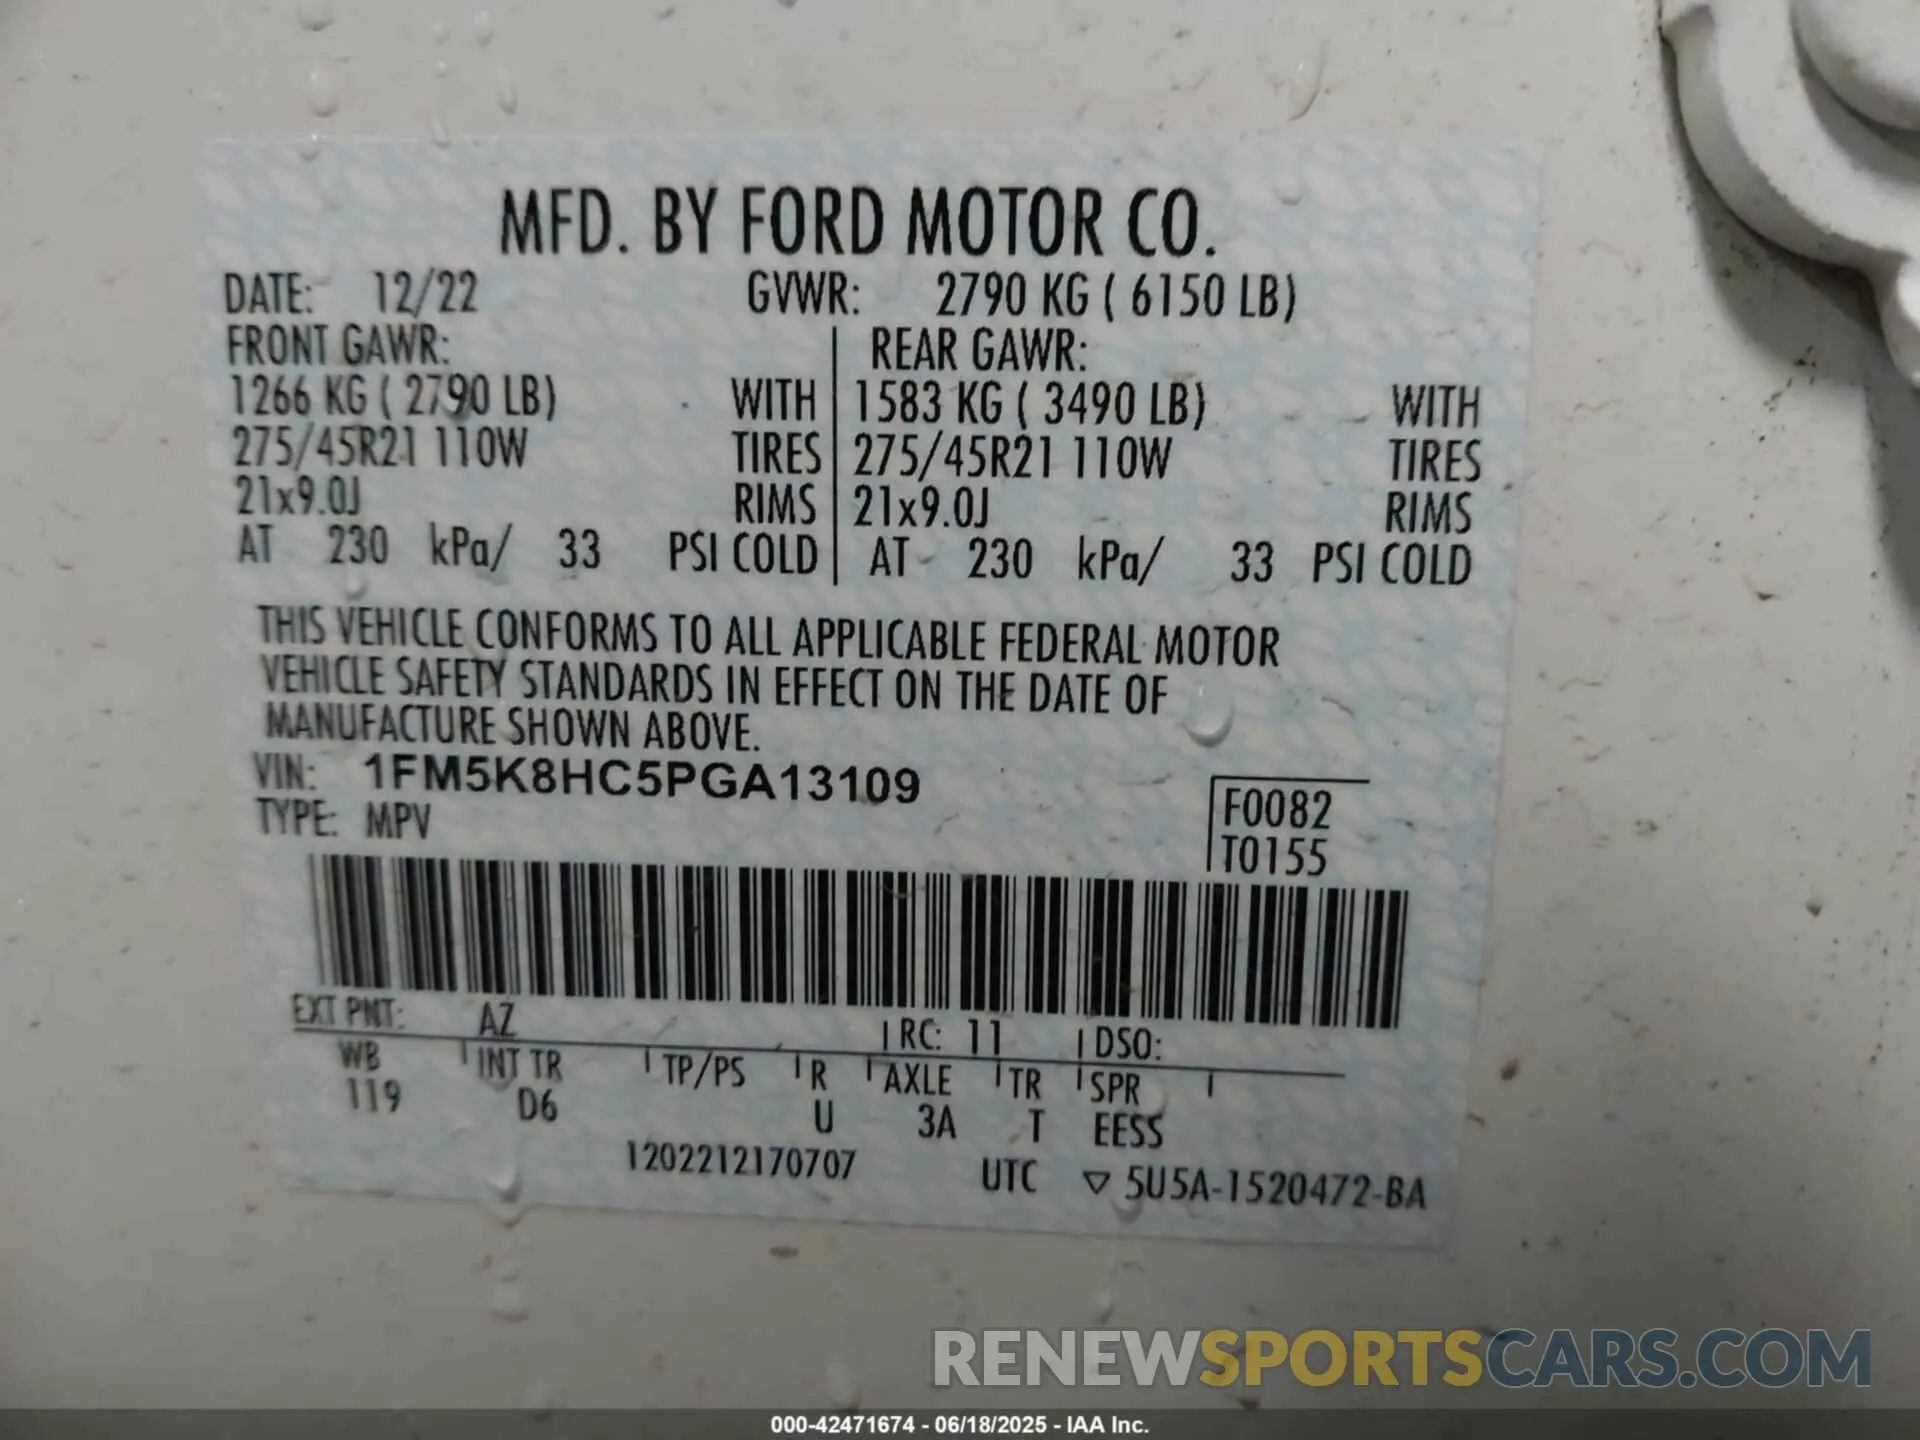 MFD. BY FORD MOTOR CO.
DATE: 12/22 GVWR: 2790 KG ( 6150 LB)
FRONT GAWR: REAR GAWR:
1266 KG ( 2790 LB) WITH 1583 KG ( 3490 LB) WITH
275/45R21 110W TIRES 275/45R21 110W TIRES
21x9.0J RIMS 21x9.0J RIMS
AT 230 kPa/ 33 PSI COLD AT 230 kPa/ 33 PSI COLD
THIS VEHICLE CONFORMS TO ALL APPLICABLE FEDERAL MOTOR
VEHICLE SAFETY STANDARDS IN EFFECT ON THE DATE OF
MANUFACTURE SHOWN ABOVE.
VIN: 1FM5K8HC5PGA13109
TYPE: MPV
F0082
T0155
EXT PNT: AZ RC: 11 DSO:
WB INT TR TP/PS R AXLE TR SPR
119 D6 U 3A T EESS
1202212170707 UTC ▽ 5U5A-1520472-BA
RENEWSPORTSCARS.COM
000-42471674 - 06/18/2025 - IAA Inc.